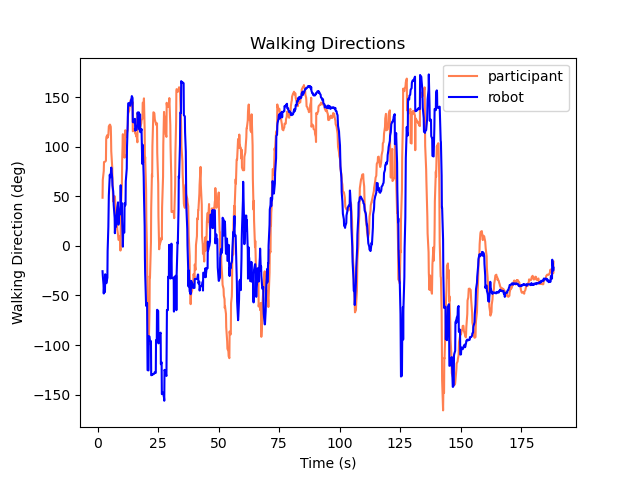 Walking Directions
participant
robot
150
100
50
0
−50
−100
−150
Walking Direction (deg)
0 25 50 75 100 125 150 175
Time (s)